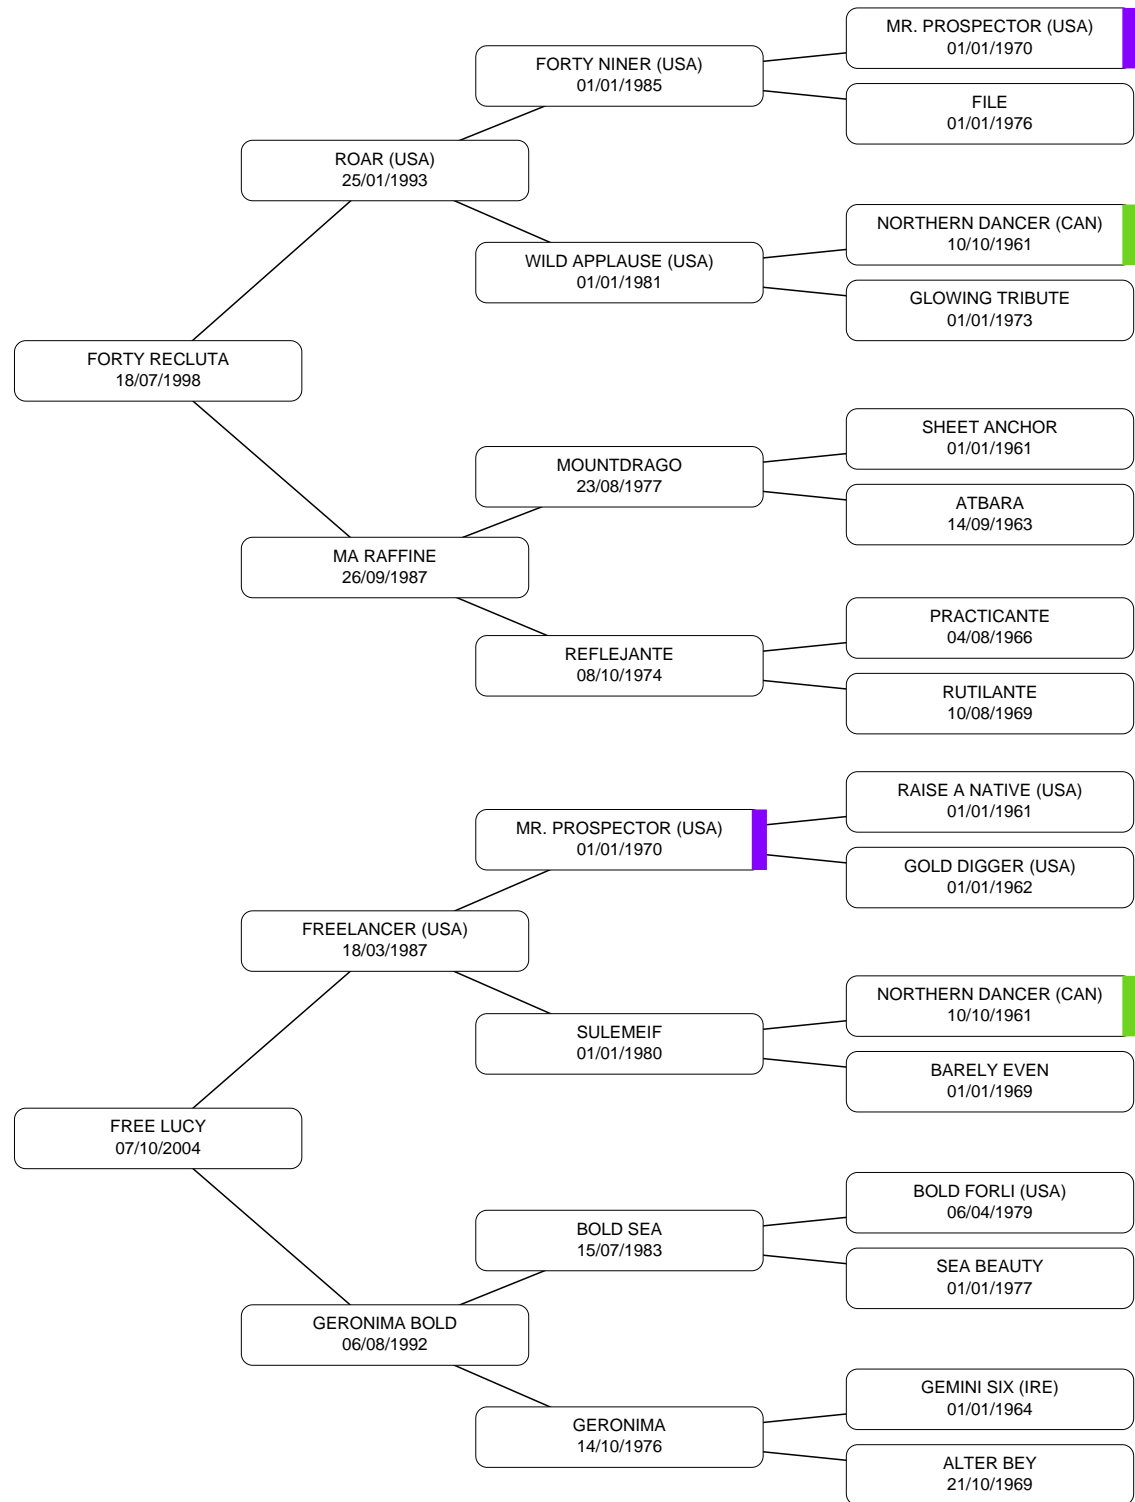 MR. PROSPECTOR (USA)
01/01/1970
FORTY NINER (USA)
01/01/1985
FILE
01/01/1976
ROAR (USA)
25/01/1993
NORTHERN DANCER (CAN)
10/10/1961
WILD APPLAUSE (USA)
01/01/1981
GLOWING TRIBUTE
01/01/1973
FORTY RECLUTA
18/07/1998
SHEET ANCHOR
01/01/1961
MOUNTDRAGO
23/08/1977
ATBARA
14/09/1963
MA RAFFINE
26/09/1987
PRACTICANTE
04/08/1966
REFLEJANTE
08/10/1974
RUTILANTE
10/08/1969
RAISE A NATIVE (USA)
01/01/1961
MR. PROSPECTOR (USA)
01/01/1970
GOLD DIGGER (USA)
01/01/1962
FREELANCER (USA)
18/03/1987
NORTHERN DANCER (CAN)
10/10/1961
SULEMEIF
01/01/1980
BARELY EVEN
01/01/1969
FREE LUCY
07/10/2004
BOLD FORLI (USA)
06/04/1979
BOLD SEA
15/07/1983
SEA BEAUTY
01/01/1977
GERONIMA BOLD
06/08/1992
GEMINI SIX (IRE)
01/01/1964
GERONIMA
14/10/1976
ALTER BEY
21/10/1969